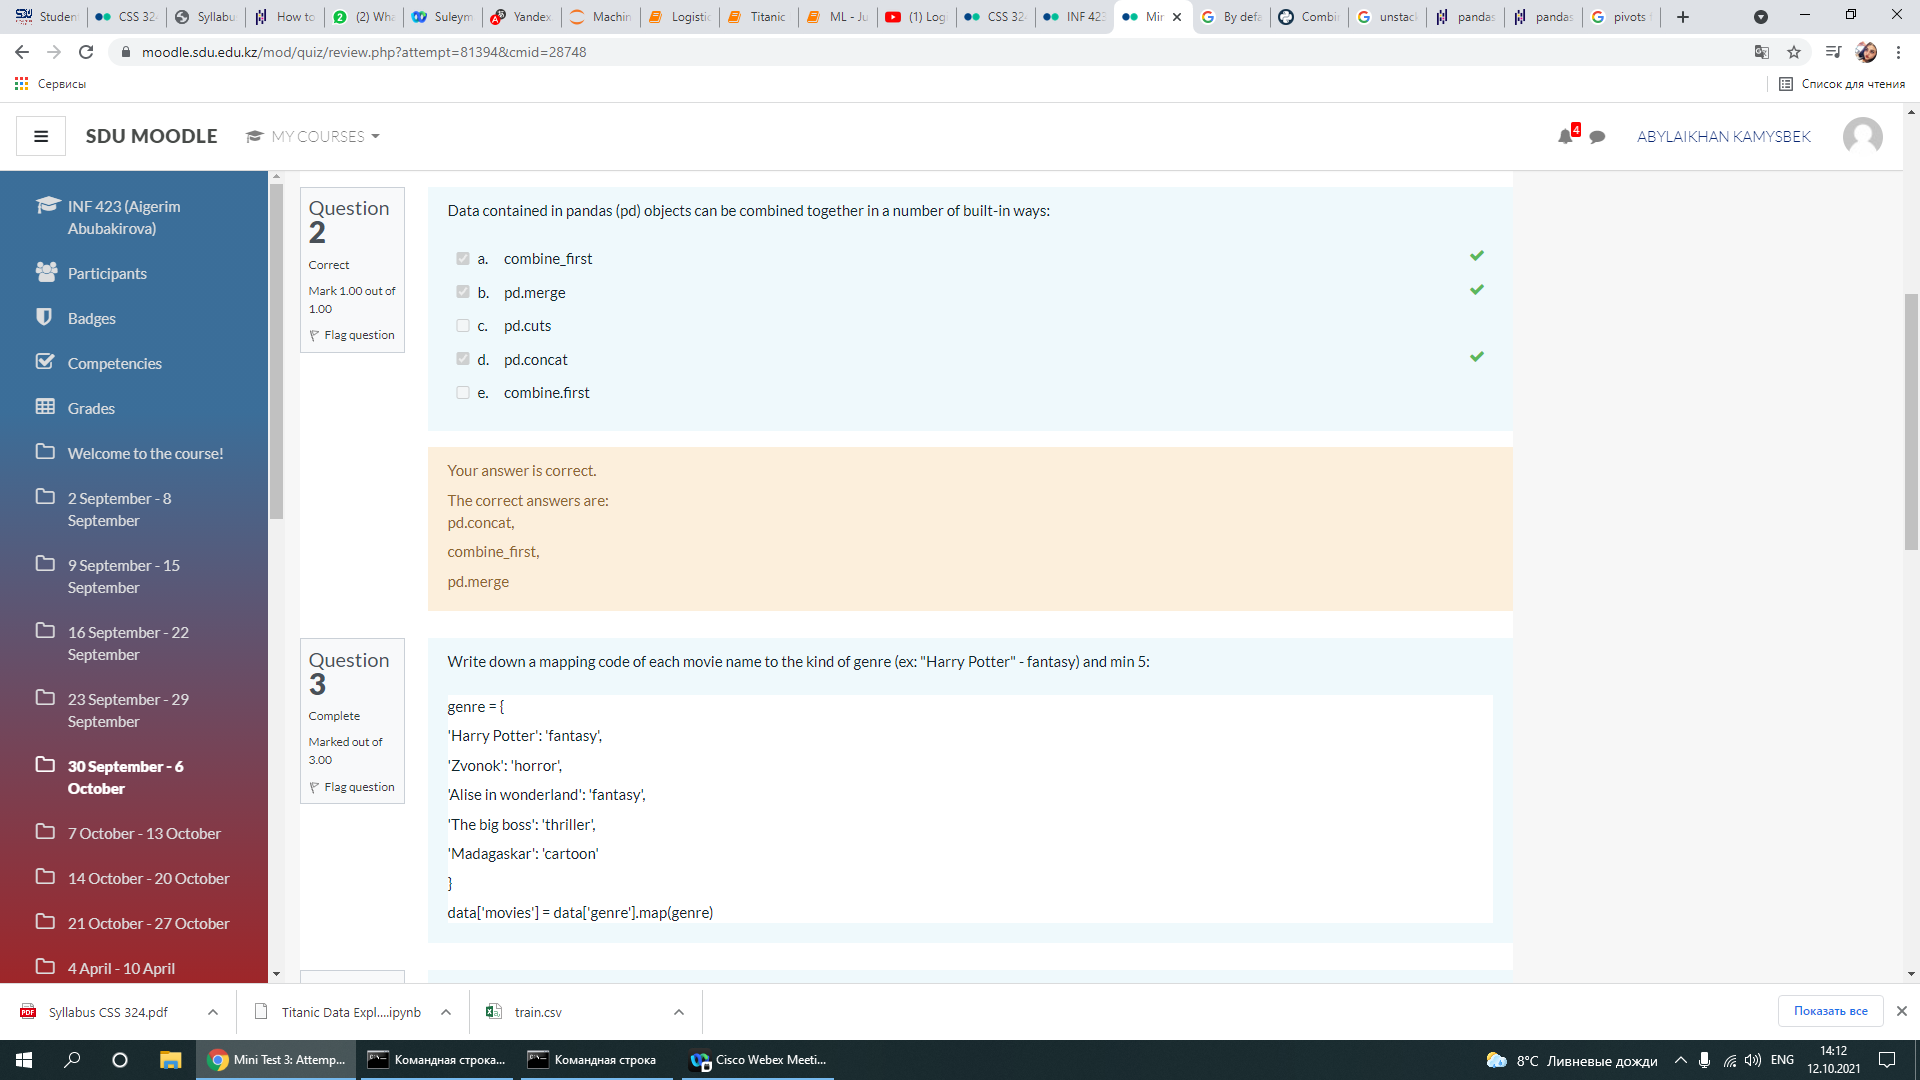 Student
CSS 324
Syllabu
How to
(2) Wha
Suleym
Yandex.
Machin
Logistic
Titanic
ML - Ju
(1) Logi
CSS 324
INF 423
Min
By defa
Combin
unstack
pandas
pandas
pivots f
moodle.sdu.edu.kz/mod/quiz/review.php?attempt=81394&cmid=28748
Сервисы
Список для чтения
SDU MOODLE
MY COURSES
4
ABYLAIKHAN KAMYSBEK
INF 423 (Aigerim
Abubakirova)
Participants
Badges
Competencies
Grades
Welcome to the course!
2 September - 8
September
9 September - 15
September
16 September - 22
September
23 September - 29
September
30 September - 6
October
7 October - 13 October
14 October - 20 October
21 October - 27 October
4 April - 10 April
Question
2
Correct
Mark 1.00 out of
1.00
Flag question
Data contained in pandas (pd) objects can be combined together in a number of built-in ways:
a. combine_first
b. pd.merge
c. pd.cuts
d. pd.concat
e. combine.first
Your answer is correct.
The correct answers are:
pd.concat,
combine_first,
pd.merge
Question
3
Complete
Marked out of
3.00
Flag question
Write down a mapping code of each movie name to the kind of genre (ex: "Harry Potter" - fantasy) and min 5:
genre = {
'Harry Potter': 'fantasy',
'Zvonok': 'horror',
'Alise in wonderland': 'fantasy',
'The big boss': 'thriller',
'Madagaskar': 'cartoon'
}
data['movies'] = data['genre'].map(genre)
Syllabus CSS 324.pdf
Titanic Data Expl....ipynb
train.csv
Показать все
Mini Test 3: Attemp...
Командная строка...
Командная строка
Cisco Webex Meeti...
8°C Ливневые дожди
ENG
14:12
12.10.2021